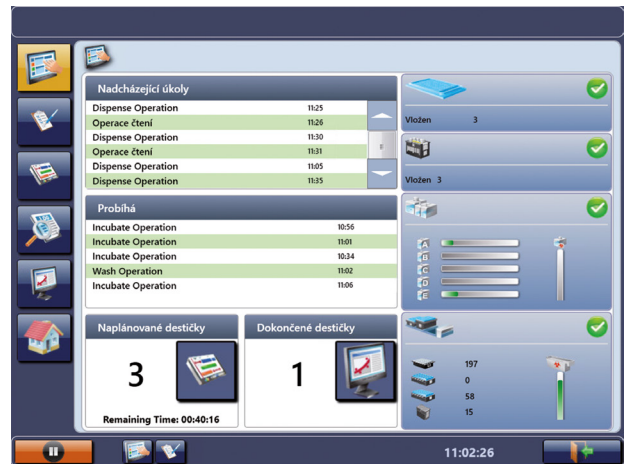 Nadcházející úkoly
Dispense Operation 11:25
Operace čtení 11:26
Dispense Operation 11:30
Operace čtení 11:31
Dispense Operation 11:05
Dispense Operation 11:35
Vložen 3
Vložen 3
Probíhá
Incubate Operation 10:56
Incubate Operation 11:01
Incubate Operation 10:34
Wash Operation 11:02
Incubate Operation 11:06
A
B
C
D
E
Naplánované destičky
3
Remaining Time: 00:40:16
Dokončené destičky
1
197
0
58
15
11:02:26